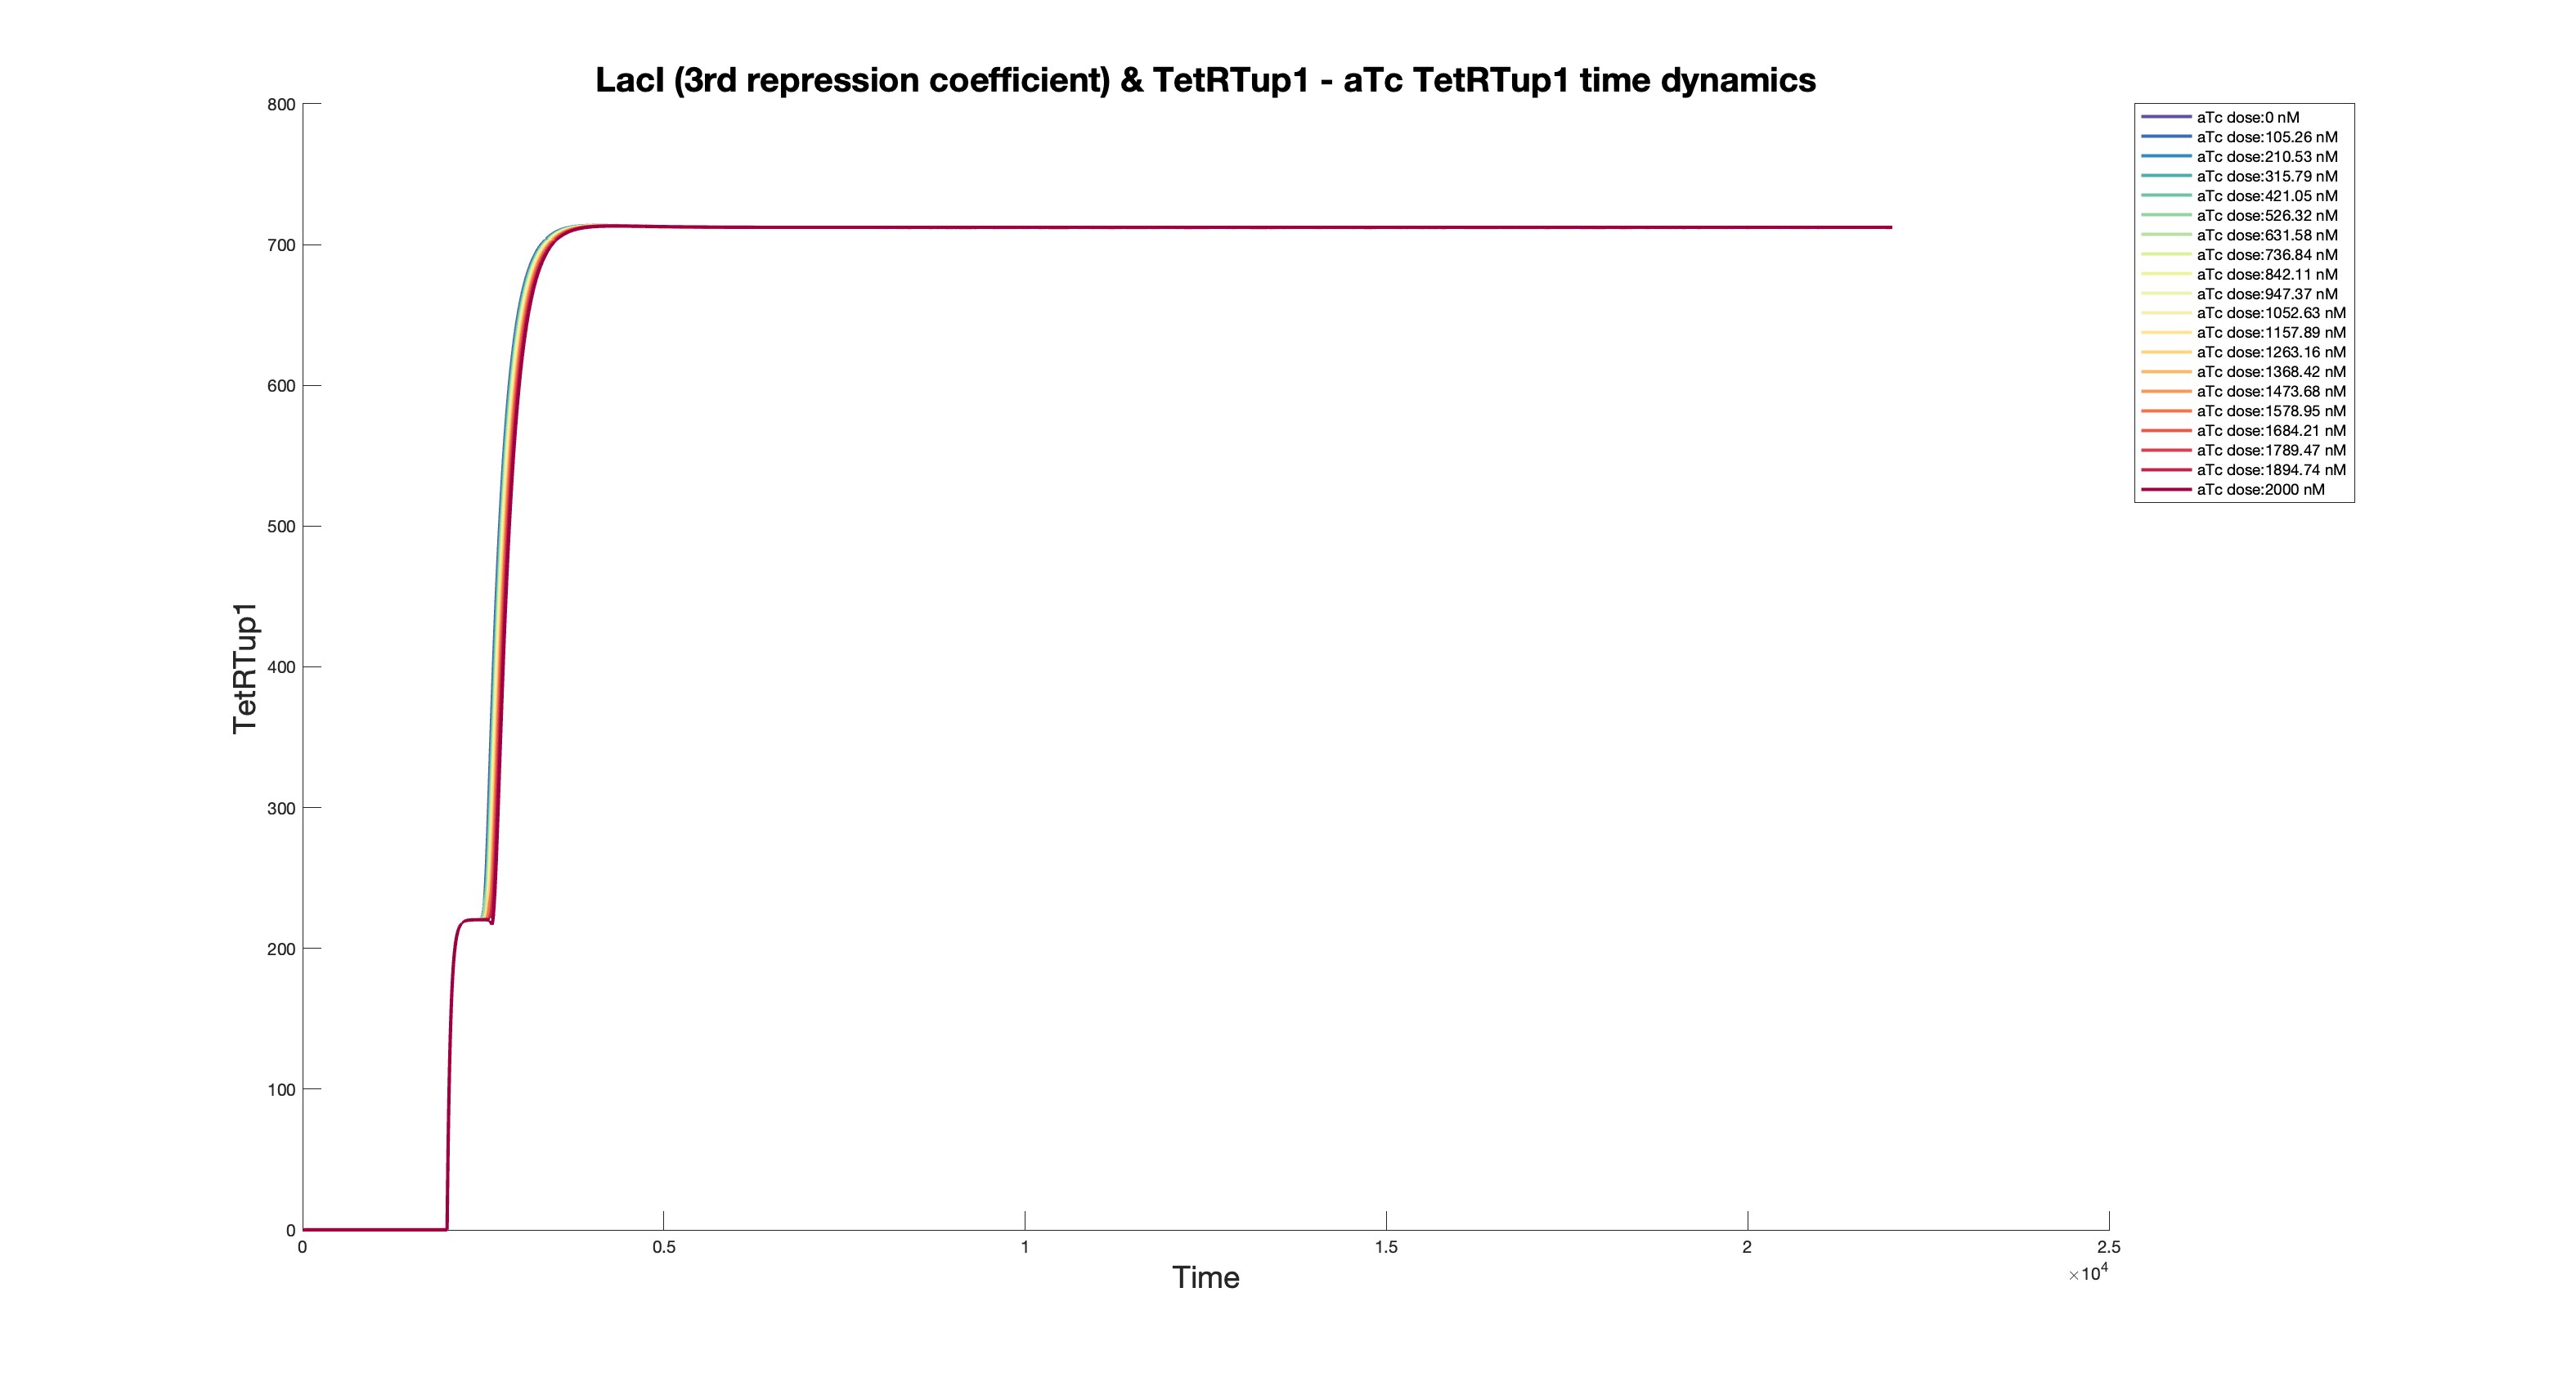 LacI (3rd repression coefficient) & TetRTup1 - aTc TetRTup1 time dynamics
800
700
600
500
400
300
200
100
0
TetRTup1
0 0.5 1 1.5 2 2.5
×10⁴
Time
aTc dose:0 nM
aTc dose:105.26 nM
aTc dose:210.53 nM
aTc dose:315.79 nM
aTc dose:421.05 nM
aTc dose:526.32 nM
aTc dose:631.58 nM
aTc dose:736.84 nM
aTc dose:842.11 nM
aTc dose:947.37 nM
aTc dose:1052.63 nM
aTc dose:1157.89 nM
aTc dose:1263.16 nM
aTc dose:1368.42 nM
aTc dose:1473.68 nM
aTc dose:1578.95 nM
aTc dose:1684.21 nM
aTc dose:1789.47 nM
aTc dose:1894.74 nM
aTc dose:2000 nM